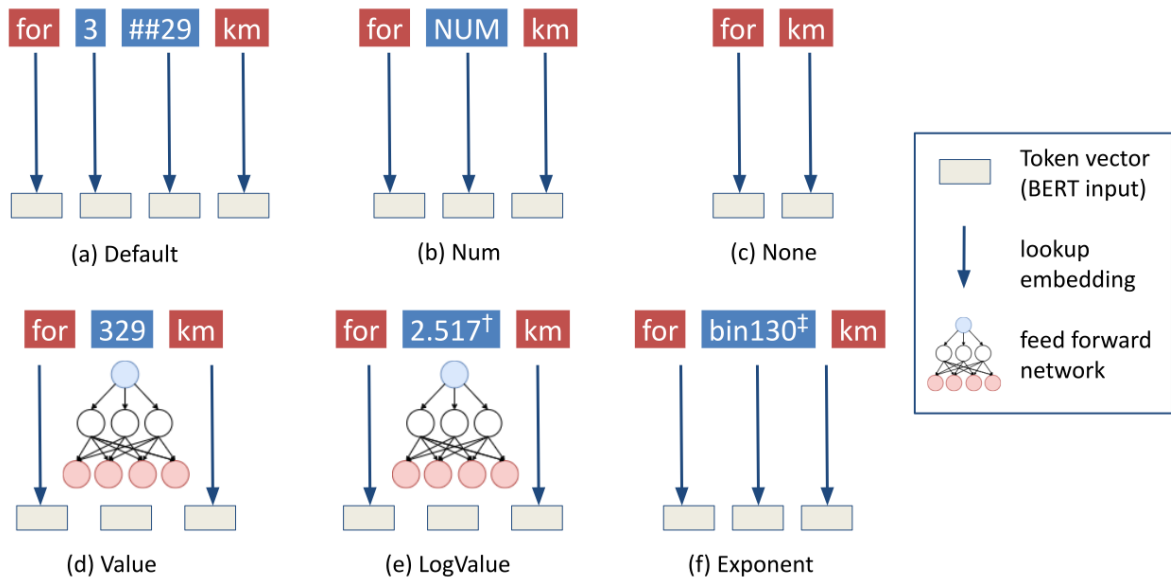 for 3 ##29 km
(a) Default
for NUM km
(b) Num
for km
(c) None
for 329 km
(d) Value
for 2.517† km
(e) LogValue
for bin130‡ km
(f) Exponent
Token vector
(BERT input)
lookup
embedding
feed forward
network